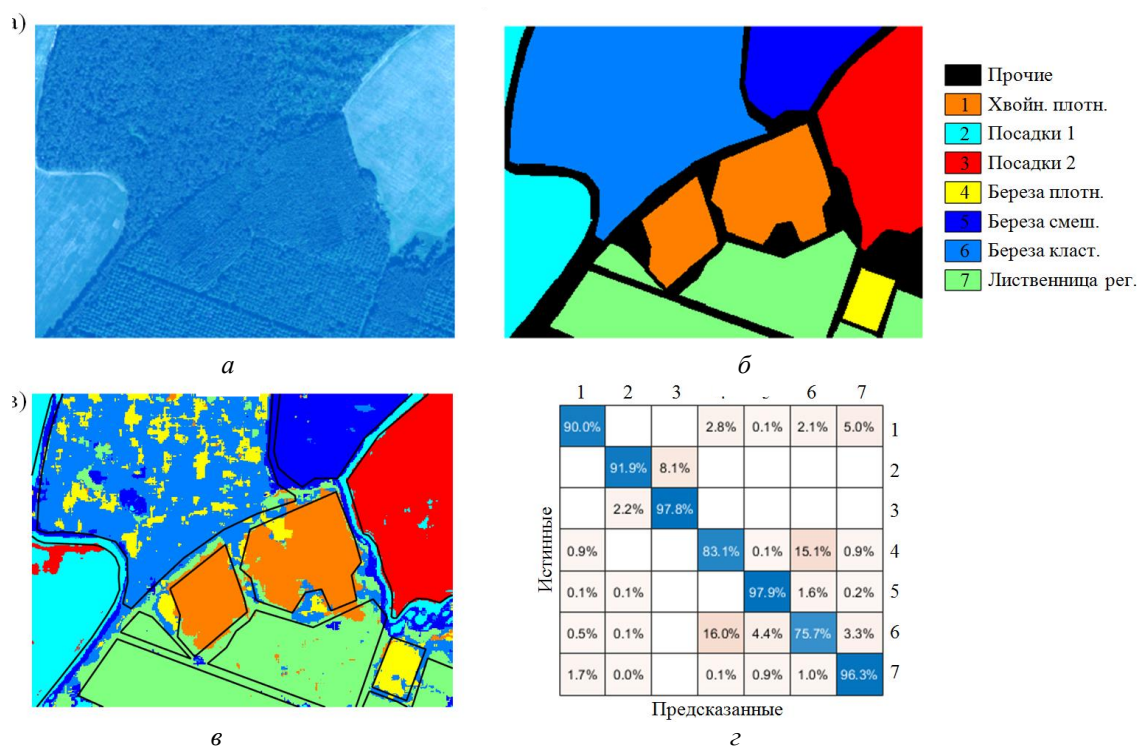 Прочие
1 Хвойн. плотн.
2 Посадки 1
3 Посадки 2
4 Береза плотн.
5 Береза смеш.
6 Береза класт.
7 Лиственница рег.
а
б
1 2 3 6 7
90.0% 2.8% 0.1% 2.1% 5.0% 1
91.9% 8.1% 2
2.2% 97.8% 3
0.9% 83.1% 0.1% 15.1% 0.9% 4
0.1% 0.1% 97.9% 1.6% 0.2% 5
0.5% 0.1% 16.0% 4.4% 75.7% 3.3% 6
1.7% 0.0% 0.1% 0.9% 1.0% 96.3% 7
Истинные
Предсказанные
в
г